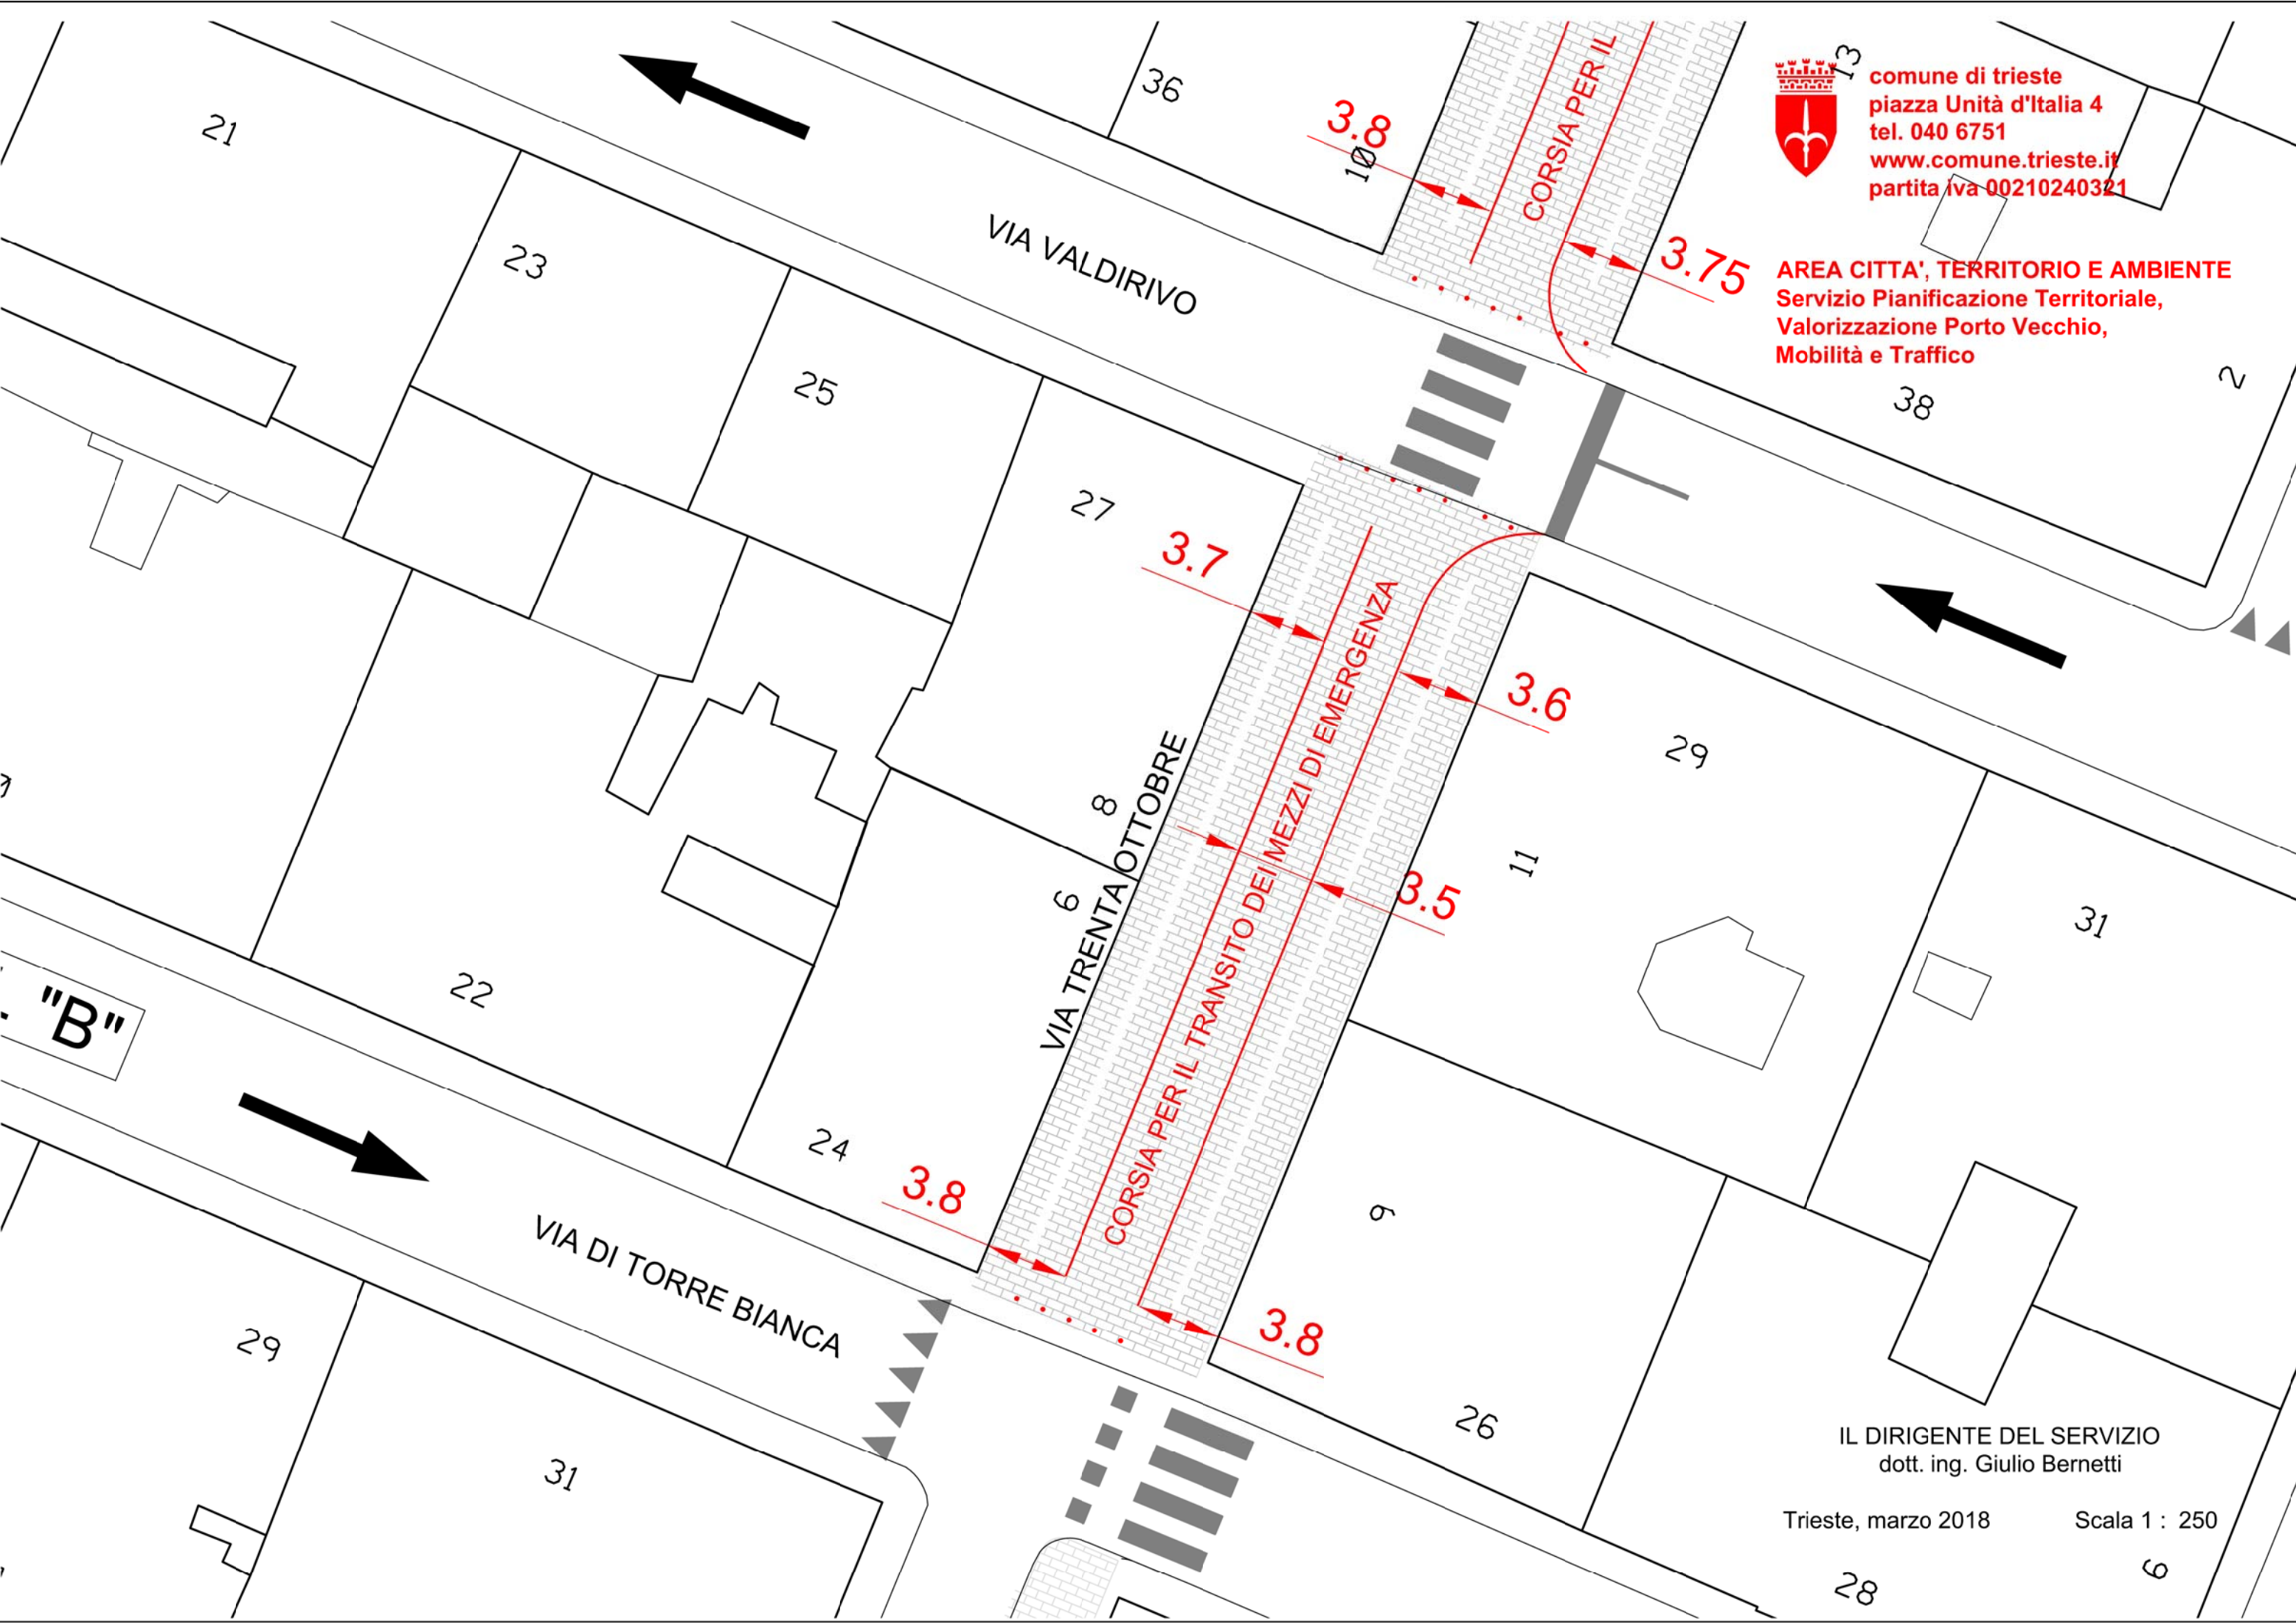 comune di trieste
piazza Unità d'Italia 4
tel. 040 6751
www.comune.trieste.it
partita iva 00210240321
AREA CITTA', TERRITORIO E AMBIENTE
Servizio Pianificazione Territoriale,
Valorizzazione Porto Vecchio,
Mobilità e Traffico
13
36
21
3.8
10
CORSIA PER IL
3.75
VIA VALDIRIVO
23
25
38
2
27
3.7
3.6
29
8
VIA TRENTA OTTOBRE
6
CORSIA PER IL TRANSITO DEI MEZZI DI EMERGENZA
3.5
11
31
22
"B"
24
3.8
9
VIA DI TORRE BIANCA
3.8
29
31
26
IL DIRIGENTE DEL SERVIZIO
dott. ing. Giulio Bernetti
Trieste, marzo 2018
Scala 1 : 250
28
6